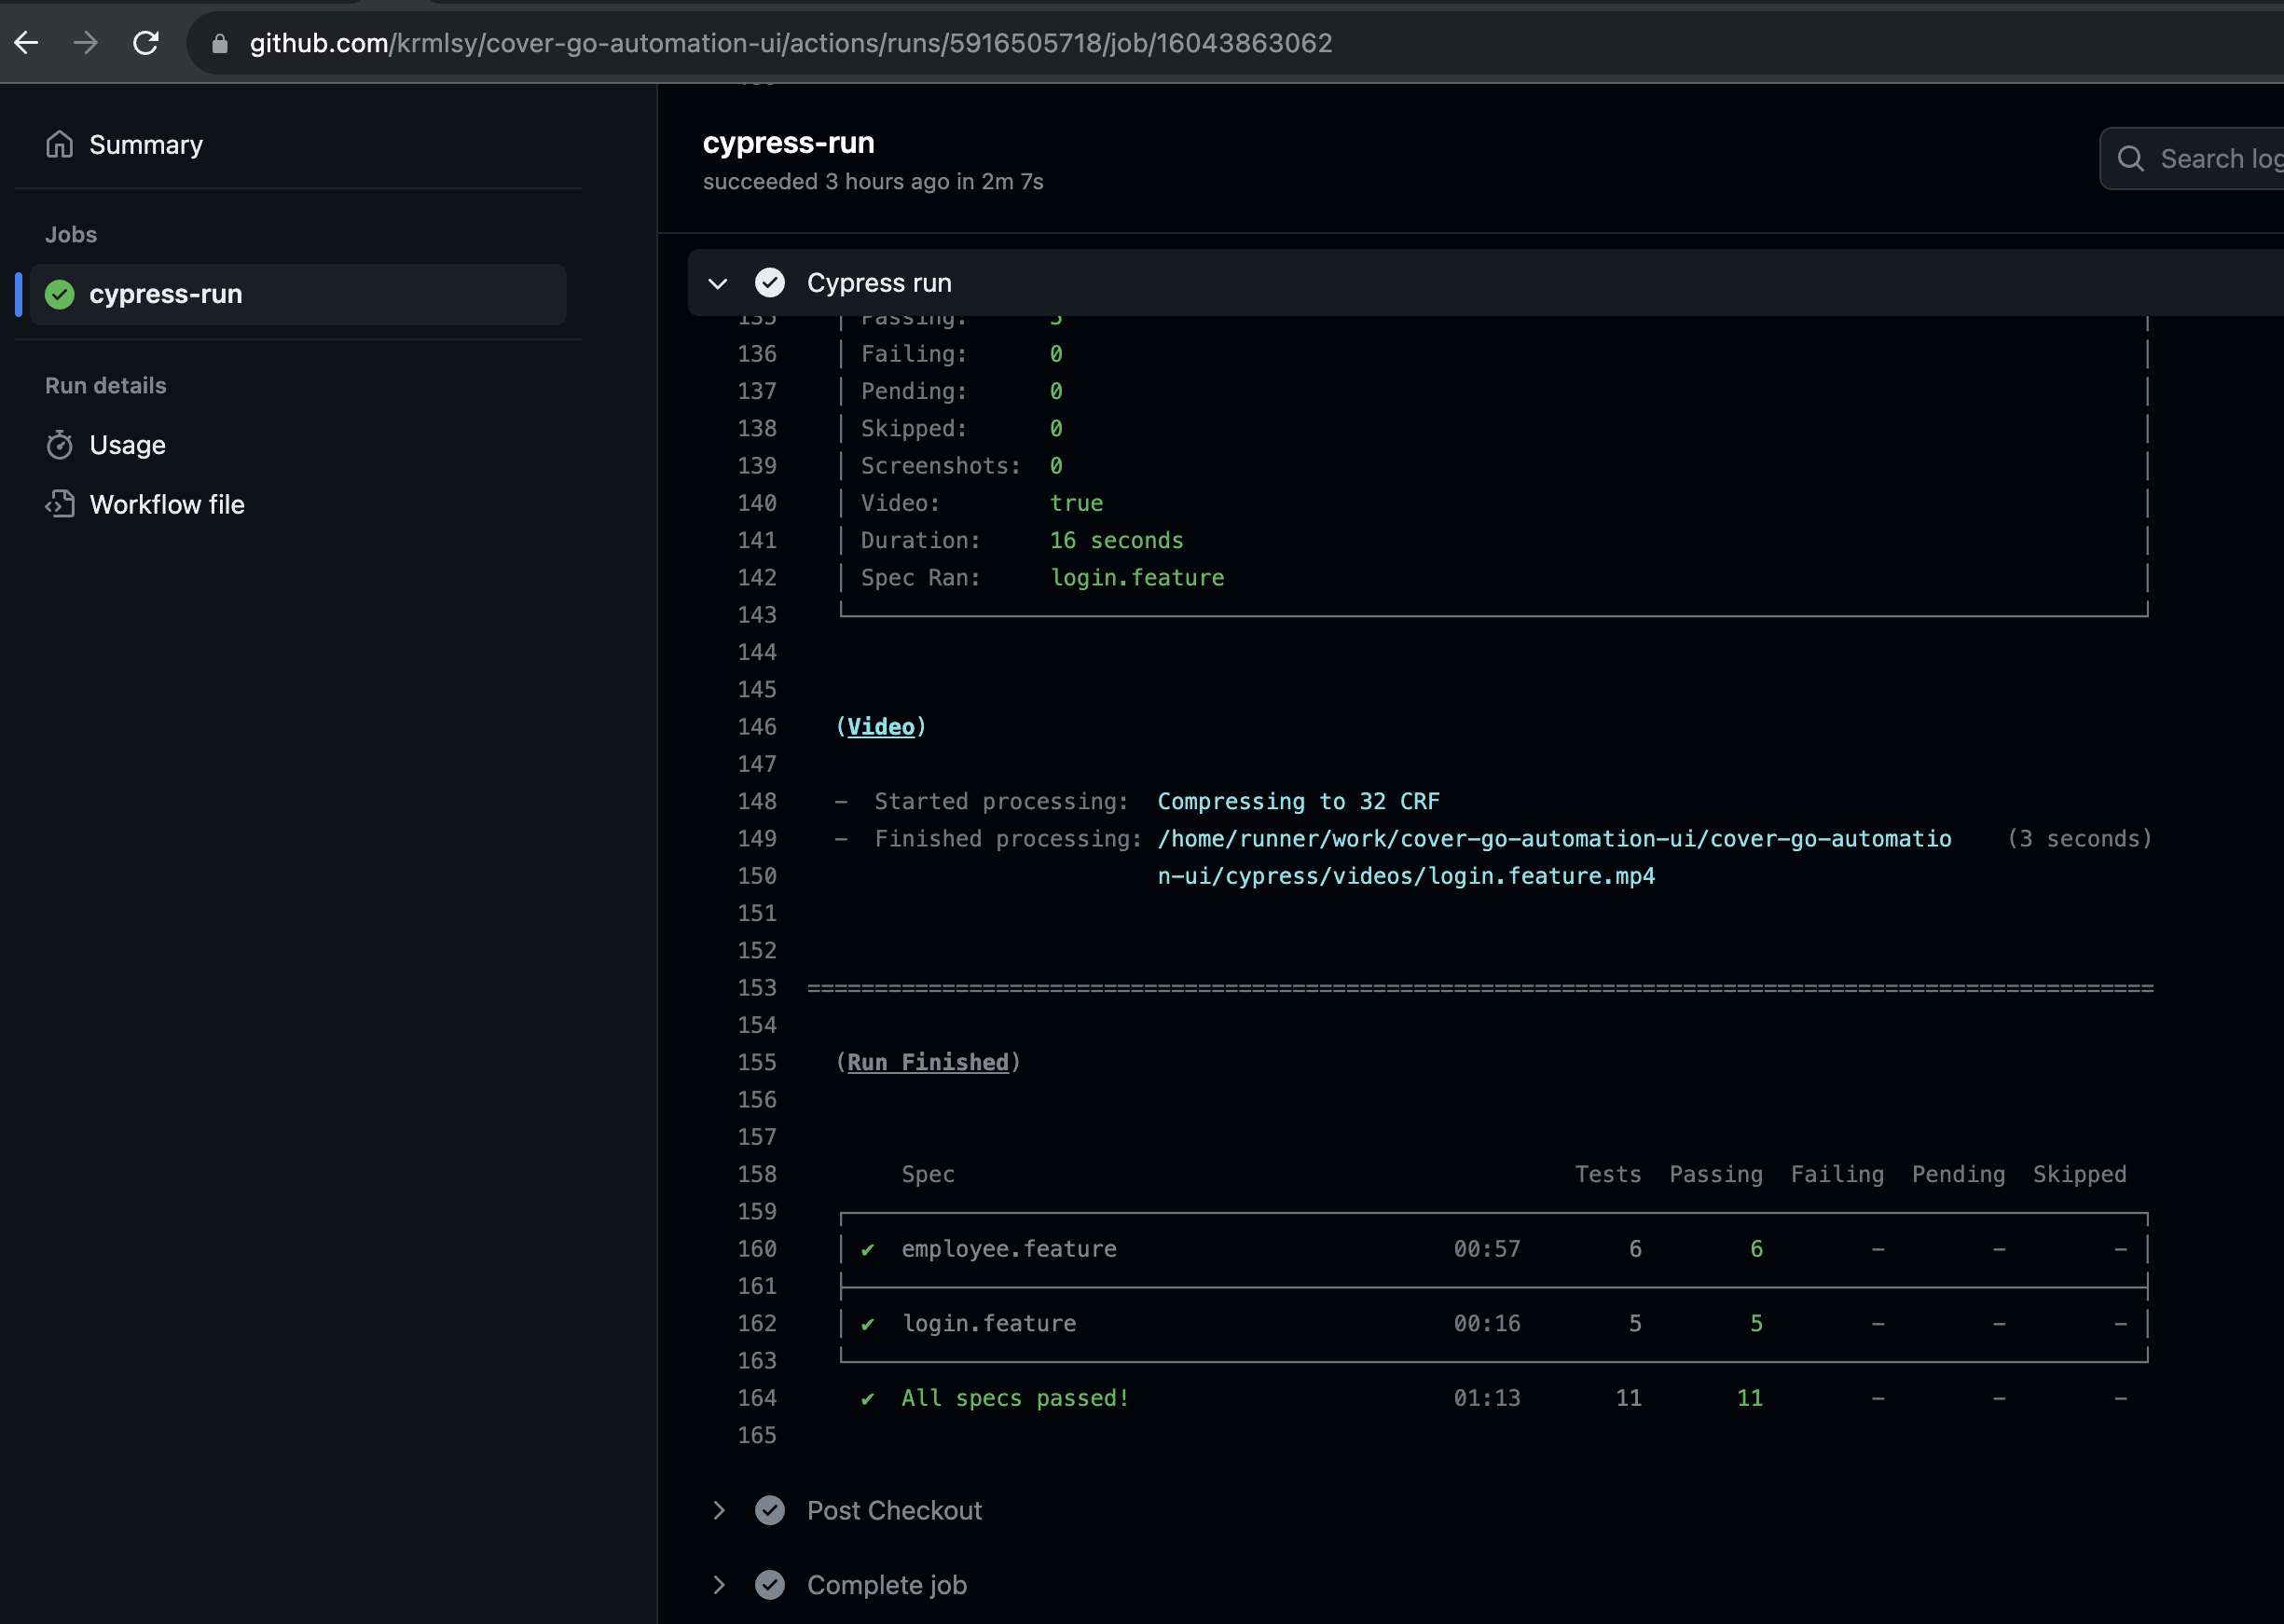 github.com/krmlsy/cover-go-automation-ui/actions/runs/5916505718/job/16043863062
Summary
Jobs
cypress-run
Run details
Usage
Workflow file
cypress-run
succeeded 3 hours ago in 2m 7s
Search log
Cypress run
135 │ Passing: 5 │
136 │ Failing: 0 │
137 │ Pending: 0 │
138 │ Skipped: 0 │
139 │ Screenshots: 0 │
140 │ Video: true │
141 │ Duration: 16 seconds │
142 │ Spec Ran: login.feature │
143
144
145
146 (Video)
147
148 - Started processing: Compressing to 32 CRF
149 - Finished processing: /home/runner/work/cover-go-automation-ui/cover-go-automatio (3 seconds)
150 n-ui/cypress/videos/login.feature.mp4
151
152
153 ====================================================================================================
154
155 (Run Finished)
156
157
158 Spec Tests Passing Failing Pending Skipped
159
160 │ ✔ employee.feature 00:57 6 6 - - - │
161
162 │ ✔ login.feature 00:16 5 5 - - - │
163
164 ✔ All specs passed! 01:13 11 11 - - -
165
Post Checkout
Complete job